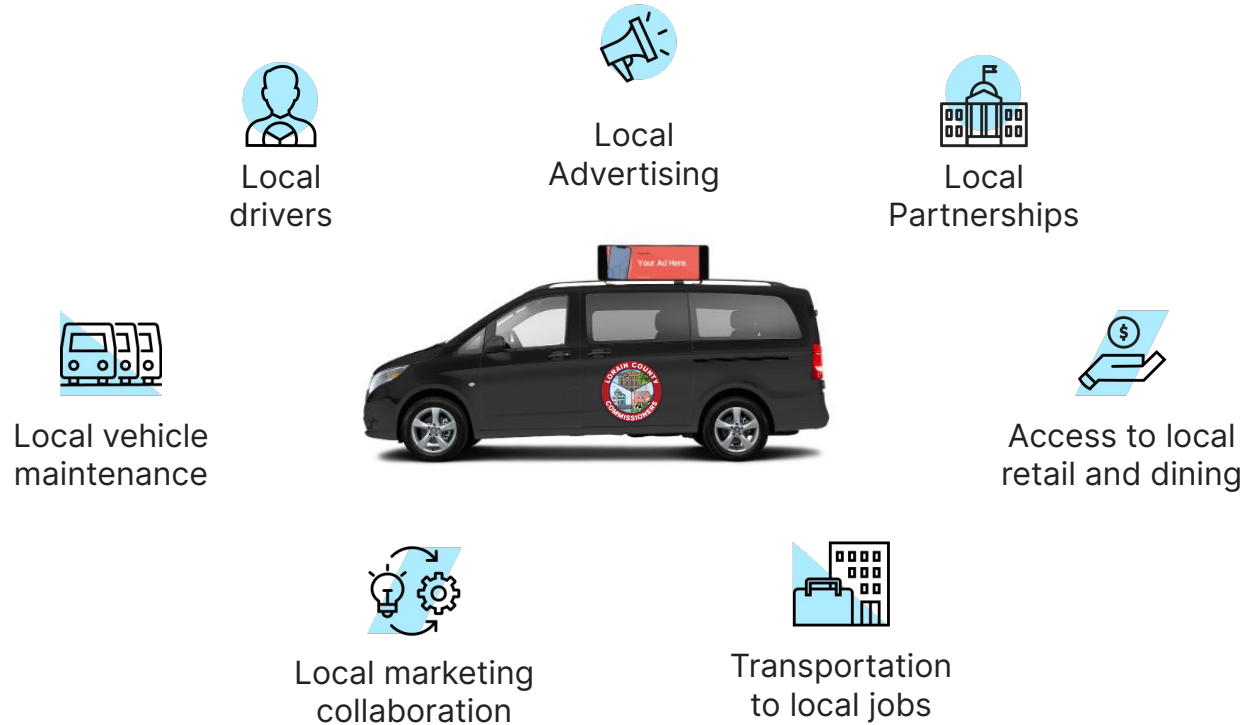 Local
Advertising
Local
drivers
Local
Partnerships
Your Ad Here.
Local vehicle
maintenance
$
LORAIN COUNTY
COMMISSIONERS
Access to local
retail and dining
Local marketing
collaboration
Transportation
to local jobs